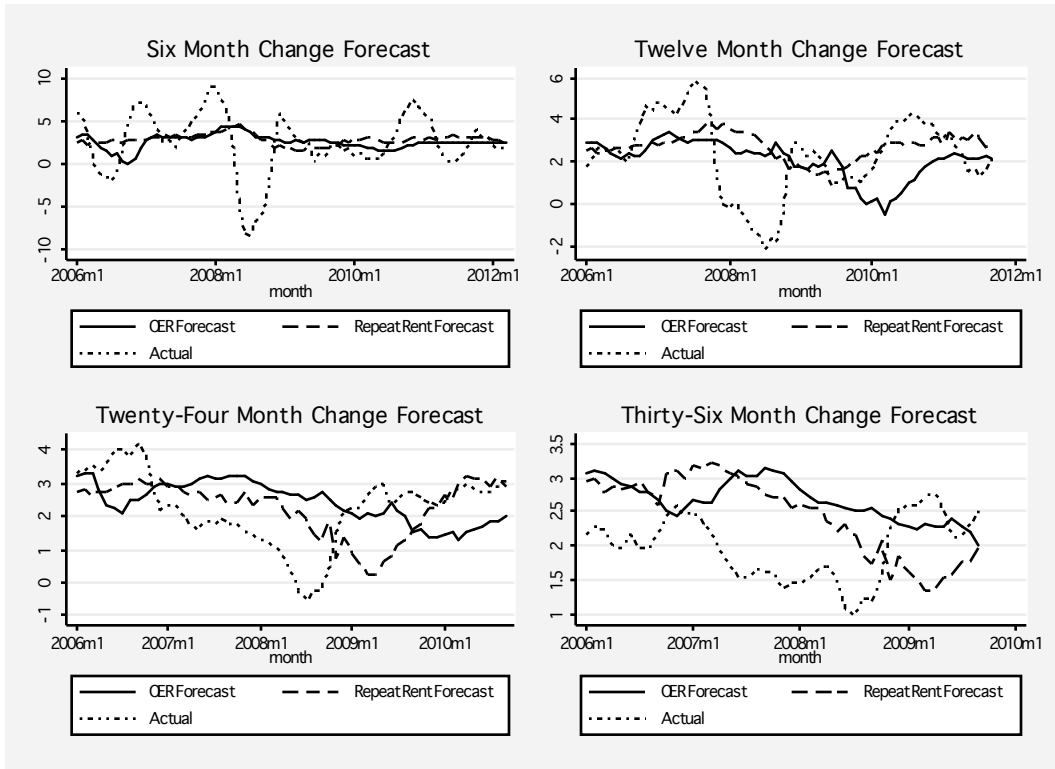 Six Month Change Forecast
10
5
0
-5
-10
2006m1 2008m1 2010m1 2012m1
month
OER Forecast Repeat Rent Forecast
Actual
Twelve Month Change Forecast
6
4
2
0
-2
2006m1 2008m1 2010m1 2012m1
month
OER Forecast Repeat Rent Forecast
Actual
Twenty-Four Month Change Forecast
4
3
2
1
0
-1
2006m1 2007m1 2008m1 2009m1 2010m1
month
OER Forecast Repeat Rent Forecast
Actual
Thirty-Six Month Change Forecast
3.5
3
2.5
2
1.5
1
2006m1 2007m1 2008m1 2009m1 2010m1
month
OER Forecast Repeat Rent Forecast
Actual